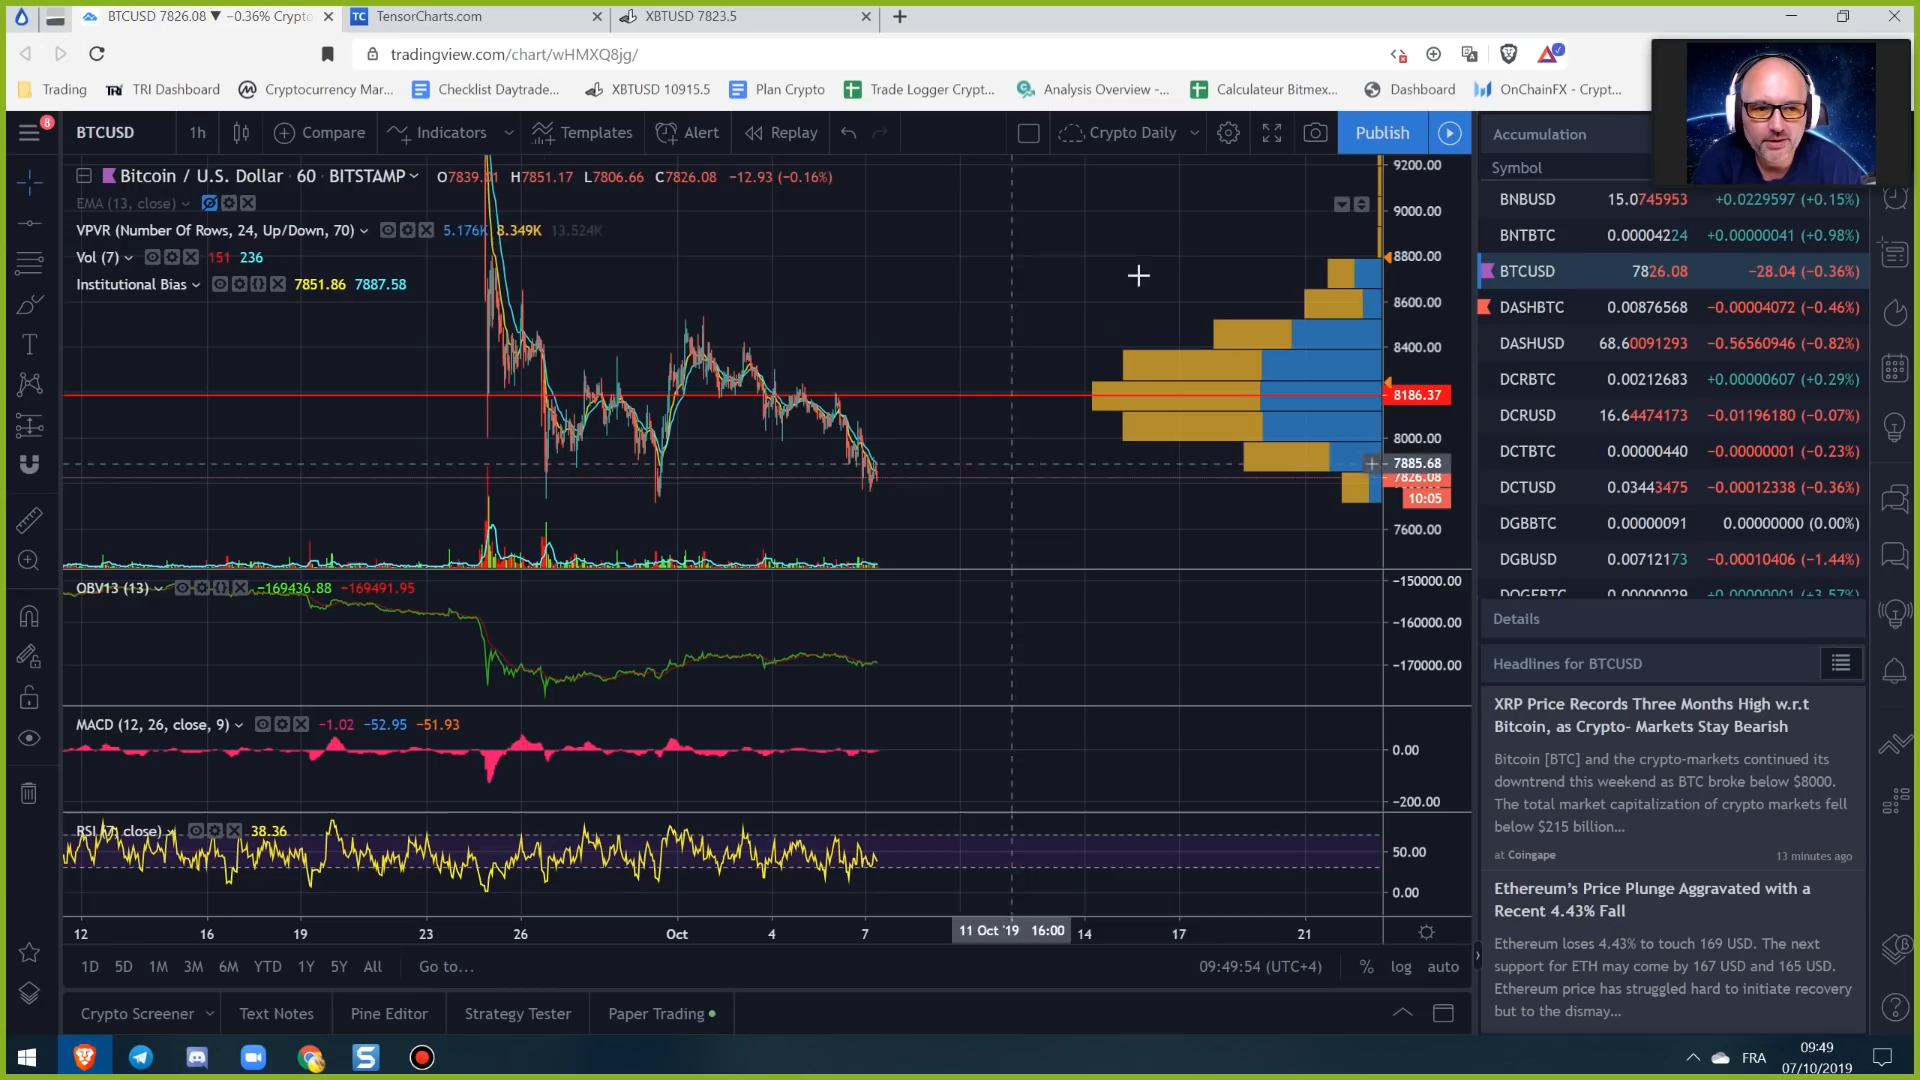 BTCUSD 7826.08 ▼ −0.36% Crypto
TensorCharts.com
XBTUSD 7823.5
tradingview.com/chart/wHMXQ8jg/
Trading
TRI Dashboard
Cryptocurrency Mar...
Checklist Daytrade...
XBTUSD 10915.5
Plan Crypto
Trade Logger Crypt...
Analysis Overview -...
Calculateur Bitmex...
Dashboard
OnChainFX - Crypt...
8
BTCUSD
1h
Compare
Indicators
Templates
Alert
Replay
Crypto Daily
Publish
Bitcoin / U.S. Dollar · 60 · BITSTAMP
O7839.01 H7851.17 L7806.66 C7826.08 −12.93 (−0.16%)
EMA (13, close)
VPVR (Number Of Rows, 24, Up/Down, 70) 5.176K 8.349K 13.524K
Vol (7) 151 236
Institutional Bias 7851.86 7887.58
9200.00
9000.00
8800.00
8600.00
8400.00
8186.37
8000.00
7885.68
7826.08
10:05
7600.00
OBV13 (13) −169436.88 −169491.95
−150000.00
−160000.00
−170000.00
MACD (12, 26, close, 9) −1.02 −52.95 −51.93
0.00
−200.00
RSI (7, close) 38.36
50.00
0.00
12 16 19 23 26 Oct 4 7 11 Oct '19 16:00 14 17 21
1D 5D 1M 3M 6M YTD 1Y 5Y All Go to...
09:49:54 (UTC+4) % log auto
Crypto Screener
Text Notes
Pine Editor
Strategy Tester
Paper Trading
Accumulation
Symbol
BNBUSD 15.0745953 +0.0229597 (+0.15%)
BNTBTC 0.00004224 +0.00000041 (+0.98%)
BTCUSD 7826.08 −28.04 (−0.36%)
DASHBTC 0.00876568 −0.00004072 (−0.46%)
DASHUSD 68.60091293 −0.56560946 (−0.82%)
DCRBTC 0.00212683 +0.00000607 (+0.29%)
DCRUSD 16.64474173 −0.01196180 (−0.07%)
DCTBTC 0.00000440 −0.00000001 (−0.23%)
DCTUSD 0.03443475 −0.00012338 (−0.36%)
DGBBTC 0.00000091 0.00000000 (0.00%)
DGBUSD 0.00712173 −0.00010406 (−1.44%)
DOGEBTC 0.00000029 +0.00000001 (+3.57%)
Details
Headlines for BTCUSD
XRP Price Records Three Months High w.r.t
Bitcoin, as Crypto- Markets Stay Bearish
Bitcoin [BTC] and the crypto-markets continued its
downtrend this weekend as BTC broke below $8000.
The total market capitalization of crypto markets fell
below $215 billion...
at Coingape 13 minutes ago
Ethereum's Price Plunge Aggravated with a
Recent 4.43% Fall
Ethereum loses 4.43% to touch 169 USD. The next
support for ETH may come by 167 USD and 165 USD.
Ethereum price has struggled hard to initiate recovery
but to the dismay...
FRA
09:49
07/10/2019